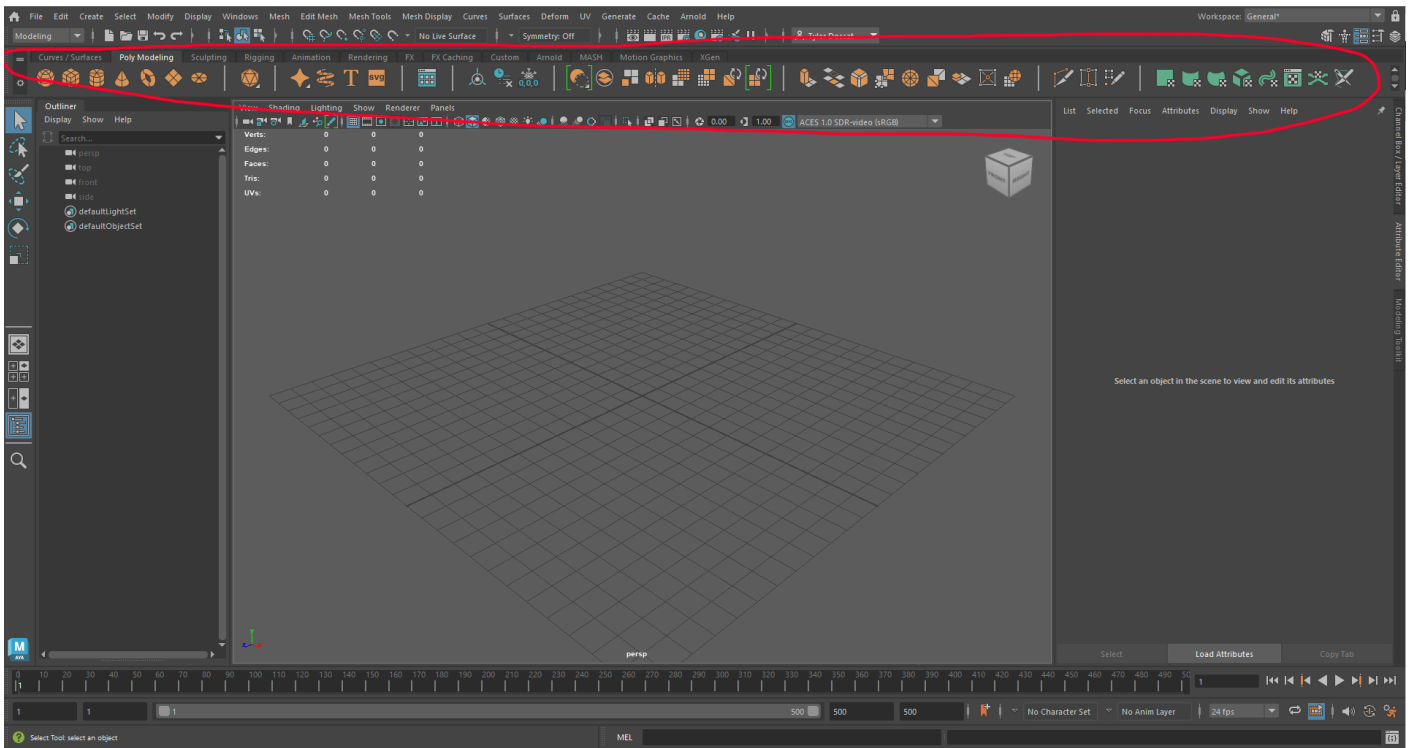 File Edit Create Select Modify Display Windows Mesh Edit Mesh Mesh Tools Mesh Display Curves Surfaces Deform UV Generate Cache Arnold Help Workspace: General*
Modeling No Live Surface Symmetry: Off
Curves / Surfaces Poly Modeling Sculpting Rigging Animation Rendering FX FX Caching Custom Arnold MASH Motion Graphics XGen
T svg 0,0,0
Outliner
Display Show Help
Search...
persp
top
front
side
defaultLightSet
defaultObjectSet
View Shading Lighting Show Renderer Panels
0.00 1.00 ACES 1.0 SDR-video (sRGB)
Verts: 0 0 0
Edges: 0 0 0
Faces: 0 0 0
Tris: 0 0 0
UVs: 0 0 0
FRONT RIGHT
persp
List Selected Focus Attributes Display Show Help
Select an object in the scene to view and edit its attributes
Select Load Attributes Copy Tab
Channel Box / Layer Editor
Attribute Editor
Modeling Toolkit
M
0 10 20 30 40 50 60 70 80 90 100 110 120 130 140 150 160 170 180 190 200 210 220 230 240 250 260 270 280 290 300 310 320 330 340 350 360 370 380 390 400 410 420 430 440 450 460 470 480 490 50 1
1
1 1 1 500 500 500 No Character Set No Anim Layer 24 fps
Select Tool: select an object MEL